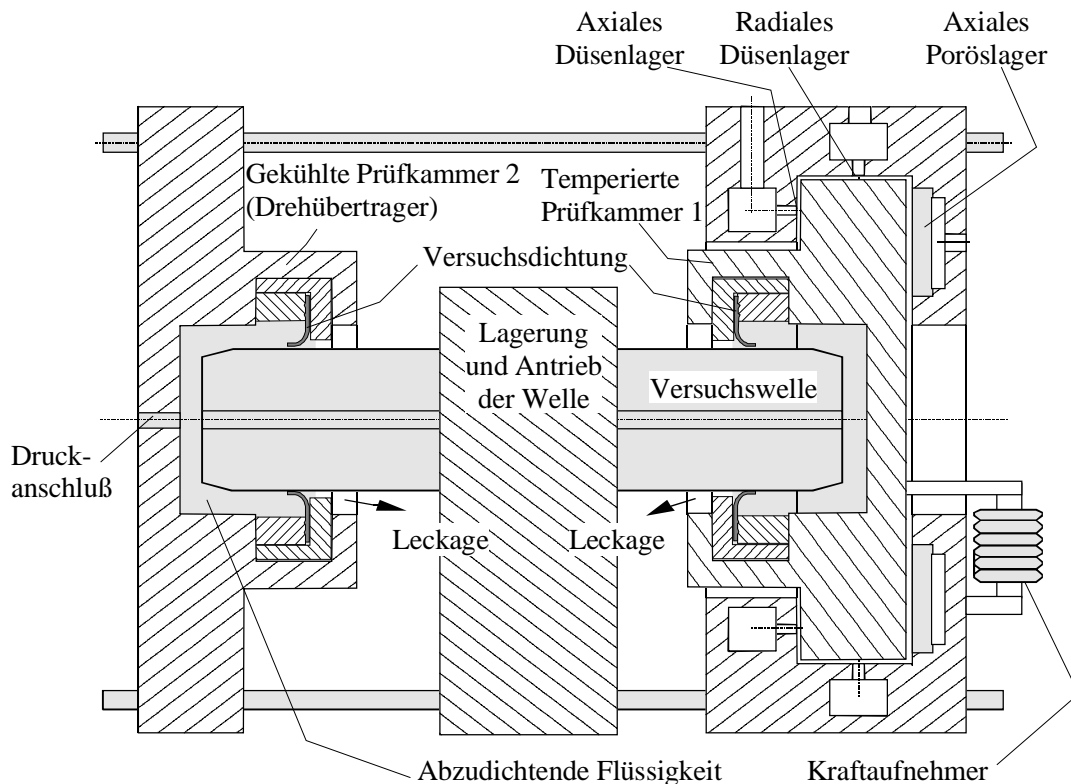 Axiales
Düsenlager
Radiales
Düsenlager
Axiales
Poröslager
Gekühlte Prüfkammer 2
(Drehübertrager)
Temperierte
Prüfkammer 1
Versuchsdichtung
Lagerung
und Antrieb
der Welle
Versuchswelle
Druck-
anschluß
Leckage
Leckage
Abzudichtende Flüssigkeit
Kraftaufnehmer